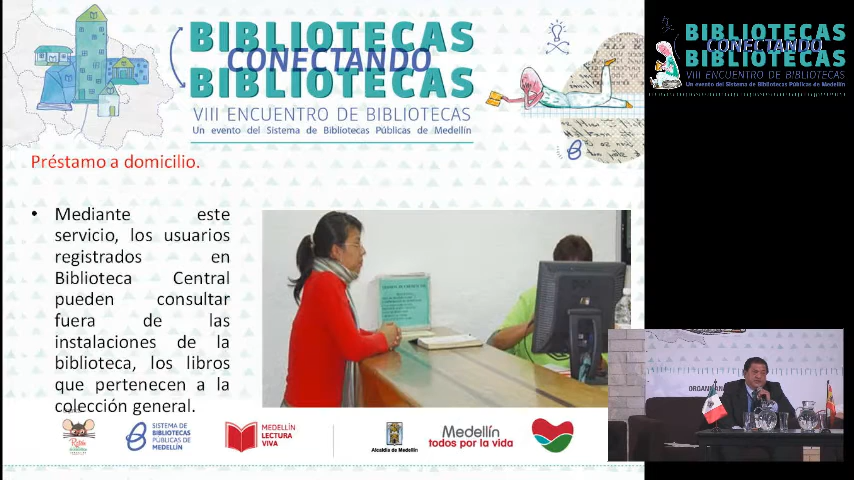 BIBLIOTECAS
CONECTANDO
BIBLIOTECAS
VIII ENCUENTRO DE BIBLIOTECAS
Un evento del Sistema de Bibliotecas Públicas de Medellín
BIBLIOTECAS
CONECTANDO
BIBLIOTECAS
VIII ENCUENTRO DE BIBLIOTECAS
Un evento del Sistema de Bibliotecas Públicas de Medellín
Préstamo a domicilio.
• Mediante este
servicio, los usuarios
registrados en
Biblioteca Central
pueden consultar
fuera de las
instalaciones de la
biblioteca, los libros
que pertenecen a la
colección general.
SISTEMA DE
BIBLIOTECAS
PÚBLICAS DE
MEDELLÍN
MEDELLÍN
LECTURA
VIVA
Alcaldía de Medellín
Medellín
todos por la vida